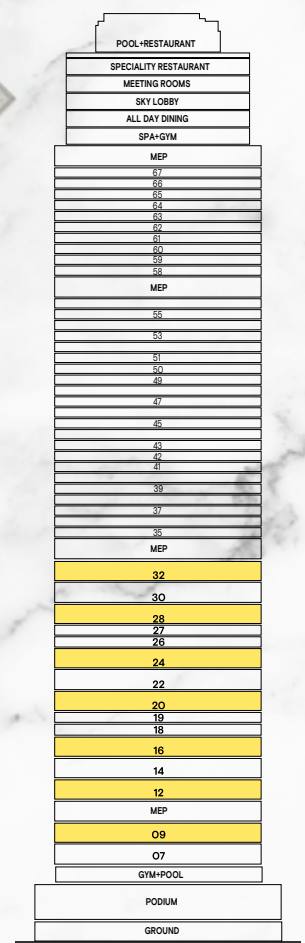 POOL+RESTAURANT
SPECIALITY RESTAURANT
MEETING ROOMS
SKY LOBBY
ALL DAY DINING
SPA+GYM
MEP
67
66
65
64
63
62
61
60
59
58
MEP
55
53
51
50
49
47
45
43
42
41
39
37
35
MEP
32
30
28
27
26
24
22
20
19
18
16
14
12
MEP
09
07
GYM+POOL
PODIUM
GROUND